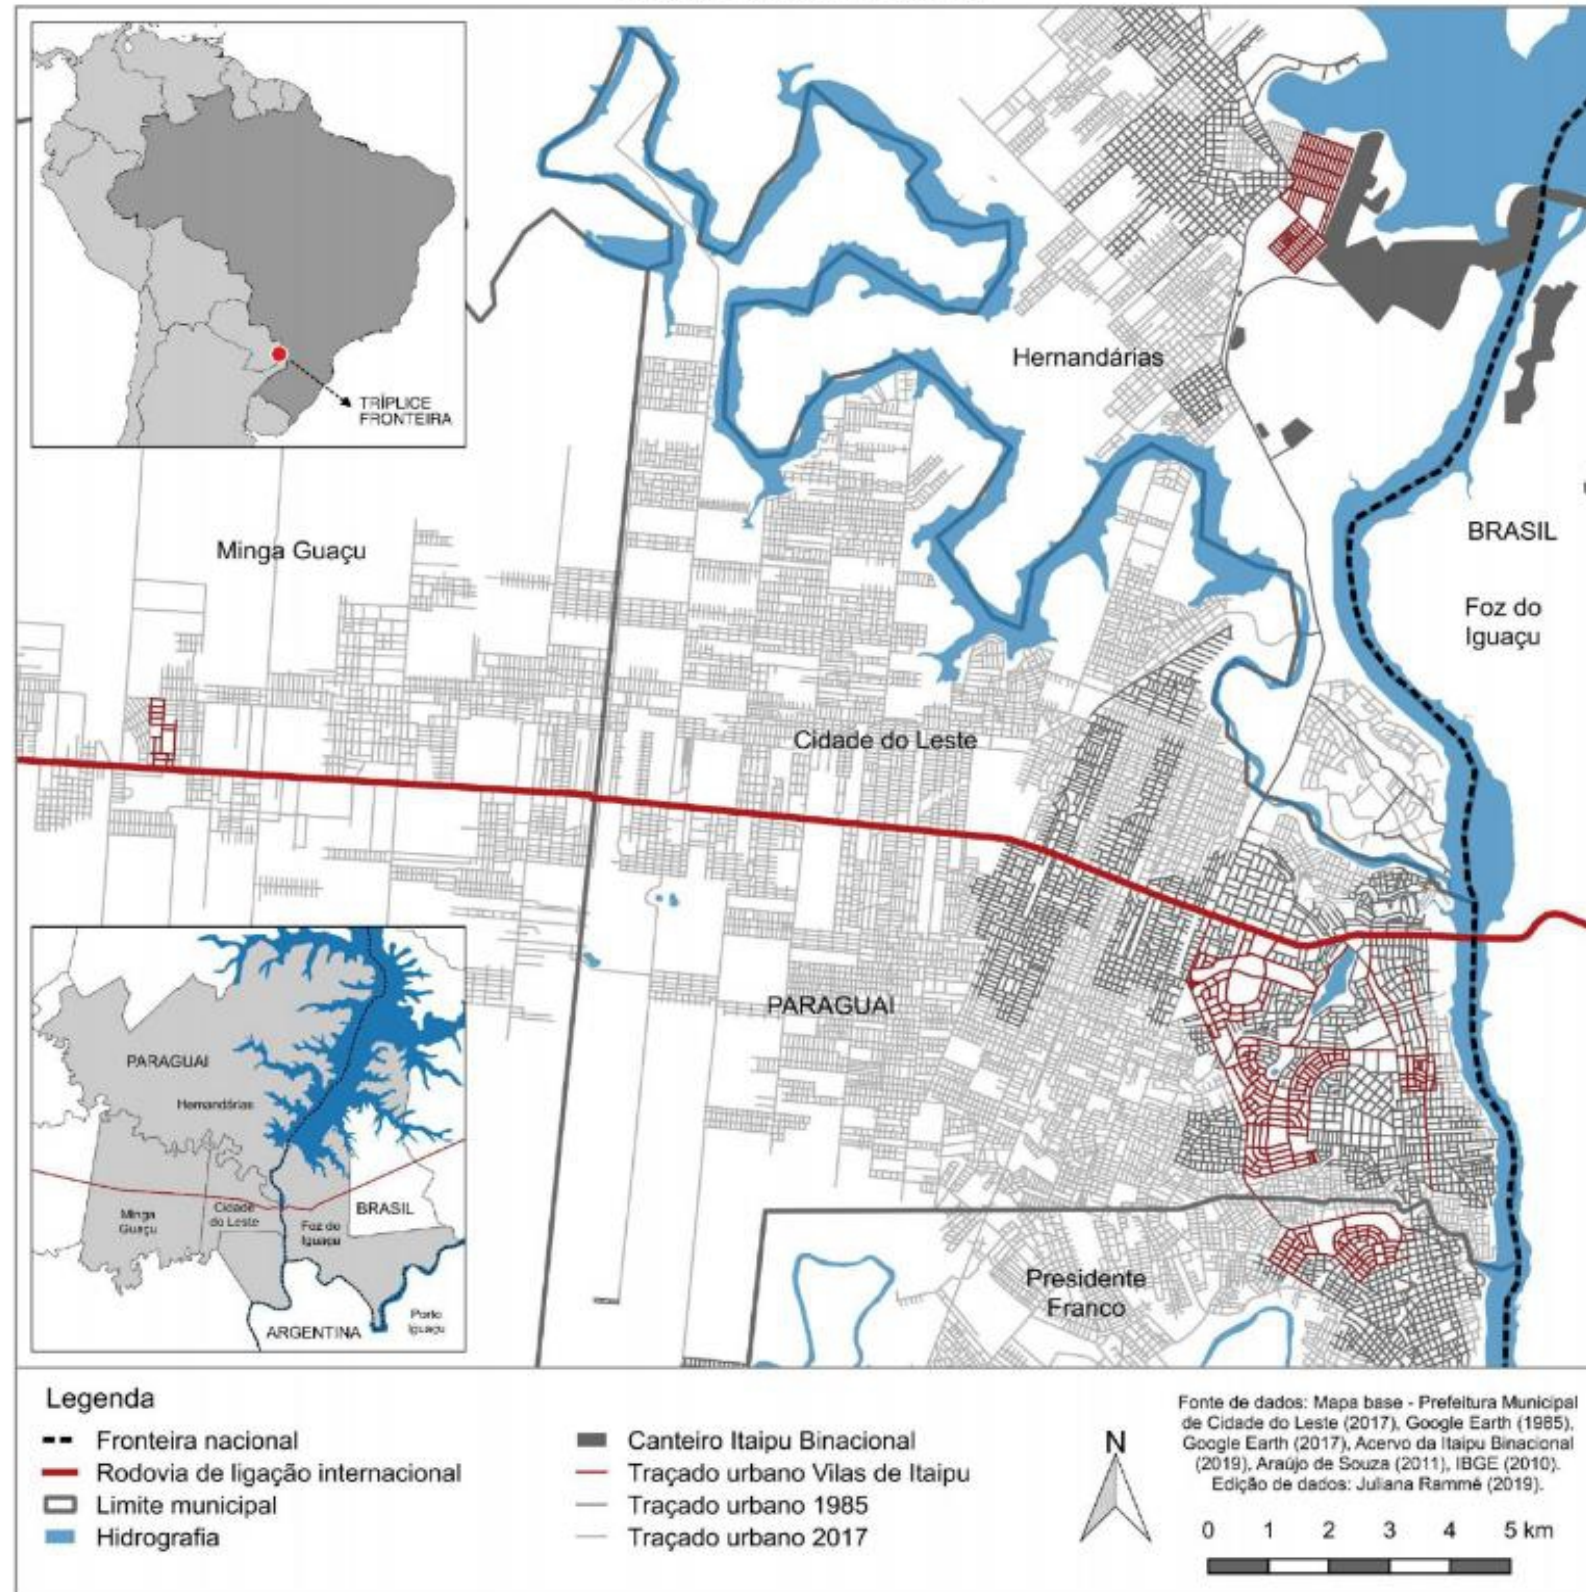 TRÍPLICE
FRONTEIRA
Hernandárias
BRASIL
Minga Guaçu
Foz do
Iguaçu
Cidade do Leste
PARAGUAI
Presidente
Franco
PARAGUAI
Hernandárias
BRASIL
Minga
Guaçu
Cidade
do Leste
Foz do
Iguaçu
ARGENTINA
Porto
Iguaçu
Legenda
Fronteira nacional
Rodovia de ligação internacional
Limite municipal
Hidrografia
Canteiro Itaipu Binacional
Traçado urbano Vilas de Itaipu
Traçado urbano 1985
Traçado urbano 2017
N
Fonte de dados: Mapa base - Prefeitura Municipal
de Cidade do Leste (2017), Google Earth (1985),
Google Earth (2017), Acervo da Itaipu Binacional
(2019), Araújo de Souza (2011), IBGE (2010).
Edição de dados: Juliana Rammé (2019).
0 1 2 3 4 5 km